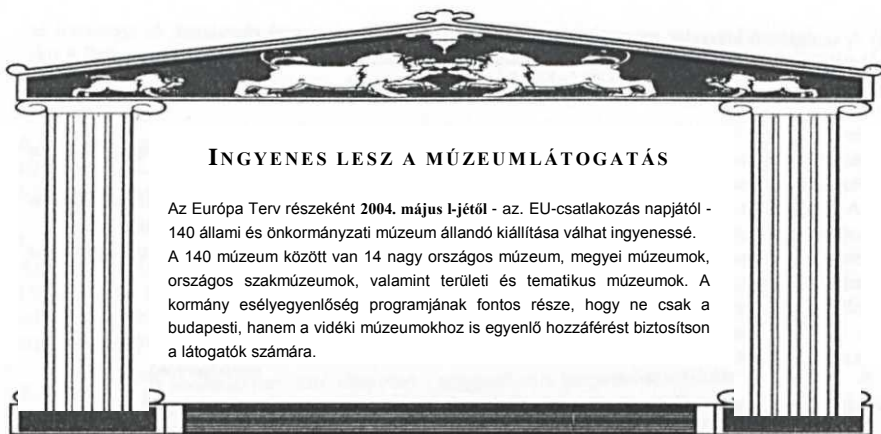 INGYENES LESZ A MÚZEUMLÁTOGATÁS
Az Európa Terv részeként 2004. május l-jétől - az. EU-csatlakozás napjától -
140 állami és önkormányzati múzeum állandó kiállítása válhat ingyenessé.
A 140 múzeum között van 14 nagy országos múzeum, megyei múzeumok,
országos szakmúzeumok, valamint területi és tematikus múzeumok. A
kormány esélyegyenlőség programjának fontos része, hogy ne csak a
budapesti, hanem a vidéki múzeumokhoz is egyenlő hozzáférést biztosítson
a látogatók számára.